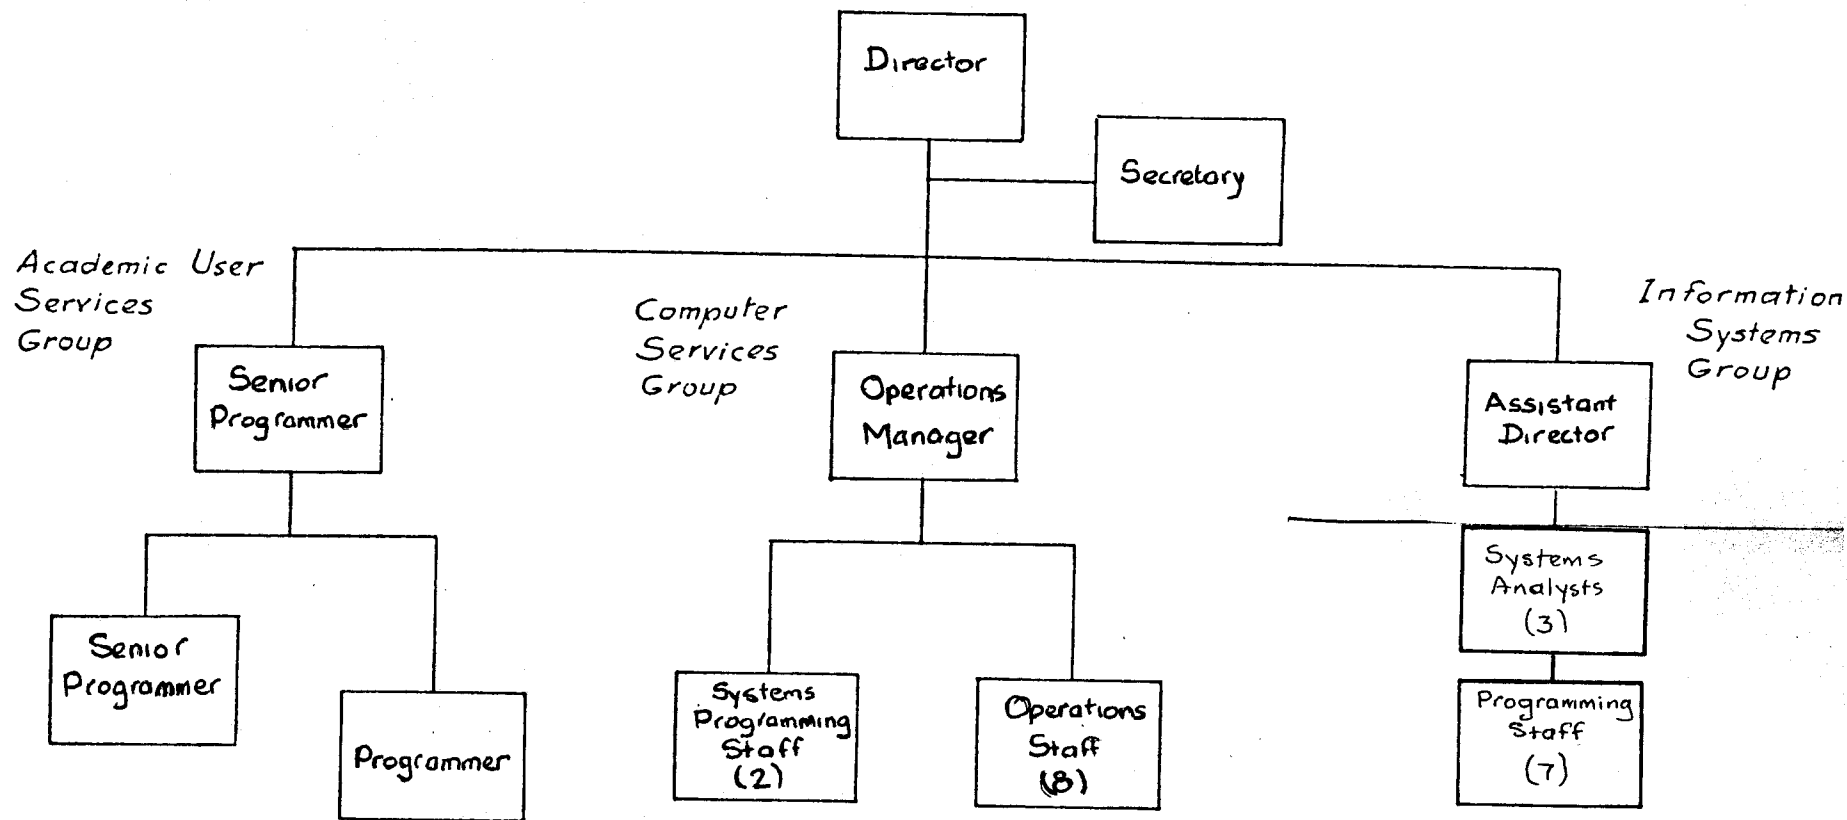 Director
Secretary
Academic User
Services
Group
Computer
Services
Group
Information
Systems
Group
Senior
Programmer
Operations
Manager
Assistant
Director
Senior
Programmer
Programmer
Systems
Programming
Staff
(2)
Operations
Staff
(8)
Systems
Analysts
(3)
Programming
Staff
(7)